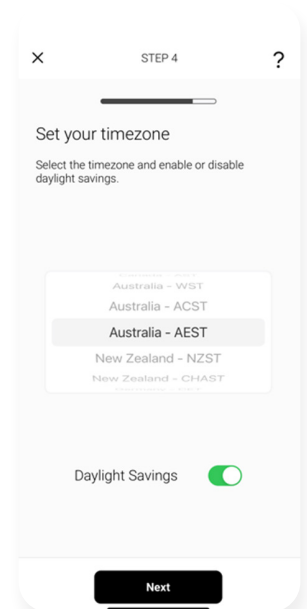 STEP 4
?
Set your timezone
Select the timezone and enable or disable
daylight savings.
Australia - WST
Australia - ACST
Australia - AEST
New Zealand - NZST
New Zealand - CHAST
Daylight Savings
Next